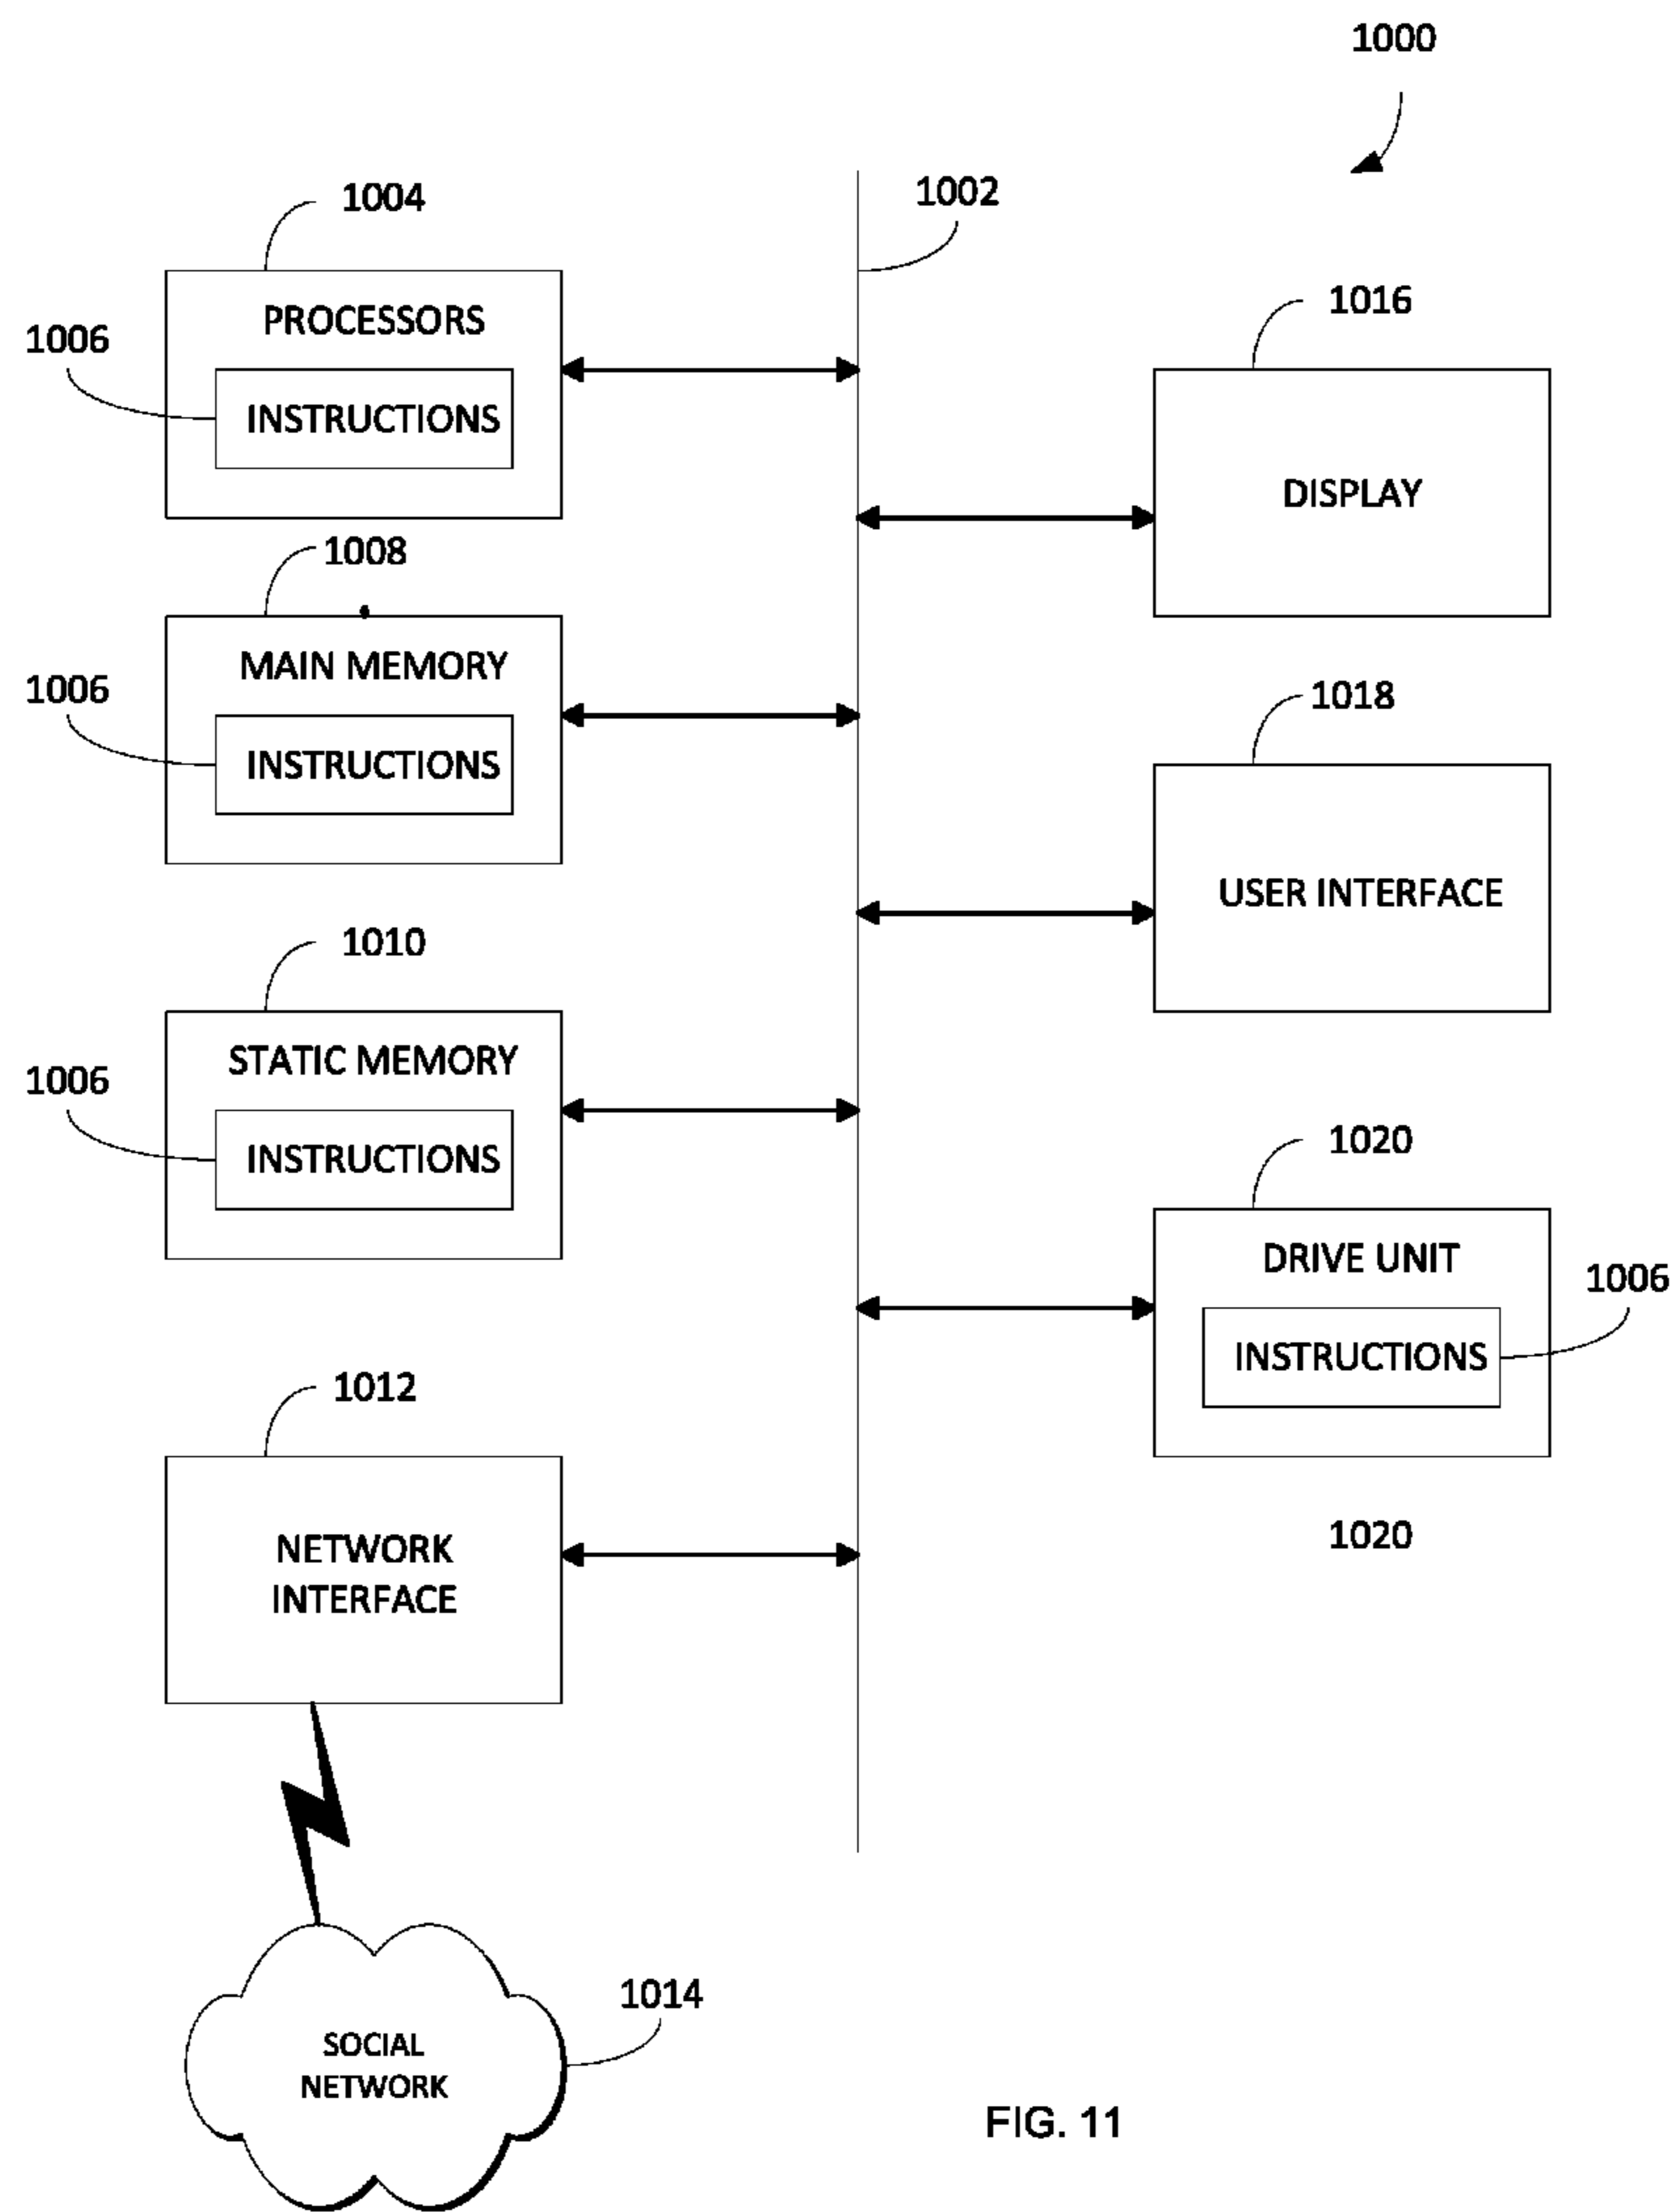 1000
1004
1002
PROCESSORS
1016
1006
INSTRUCTIONS
DISPLAY
1008
MAIN MEMORY
1018
1006
INSTRUCTIONS
USER INTERFACE
1010
STATIC MEMORY
1006
1020
INSTRUCTIONS
DRIVE UNIT
1006
INSTRUCTIONS
1012
1020
NETWORK
INTERFACE
1014
SOCIAL
NETWORK
FIG. 11